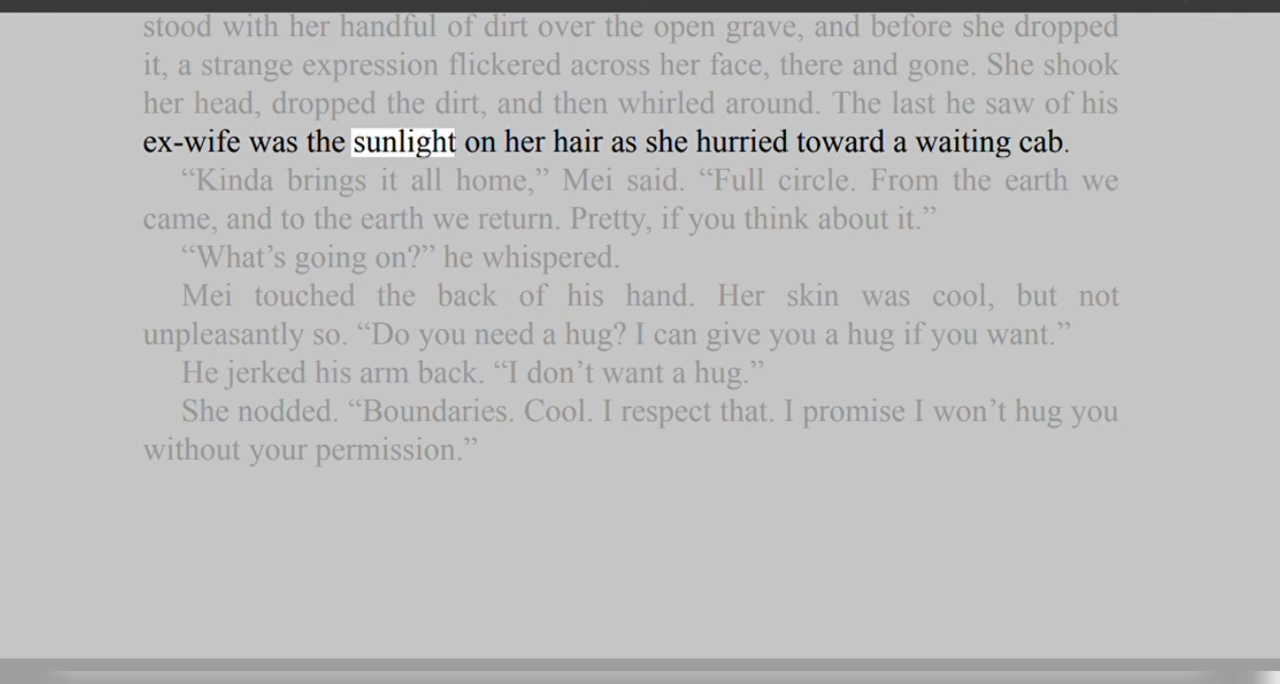 stood with her handful of dirt over the open grave, and before she dropped
it, a strange expression flickered across her face, there and gone. She shook
her head, dropped the dirt, and then whirled around. The last he saw of his
ex-wife was the sunlight on her hair as she hurried toward a waiting cab.
“Kinda brings it all home,” Mei said. “Full circle. From the earth we
came, and to the earth we return. Pretty, if you think about it.”
“What’s going on?” he whispered.
Mei touched the back of his hand. Her skin was cool, but not
unpleasantly so. “Do you need a hug? I can give you a hug if you want.”
He jerked his arm back. “I don’t want a hug.”
She nodded. “Boundaries. Cool. I respect that. I promise I won’t hug you
without your permission.”